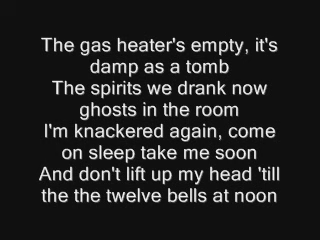 The gas heater's empty, it's
damp as a tomb
The spirits we drank now
ghosts in the room
I'm knackered again, come
on sleep take me soon
And don't lift up my head 'till
the the twelve bells at noon